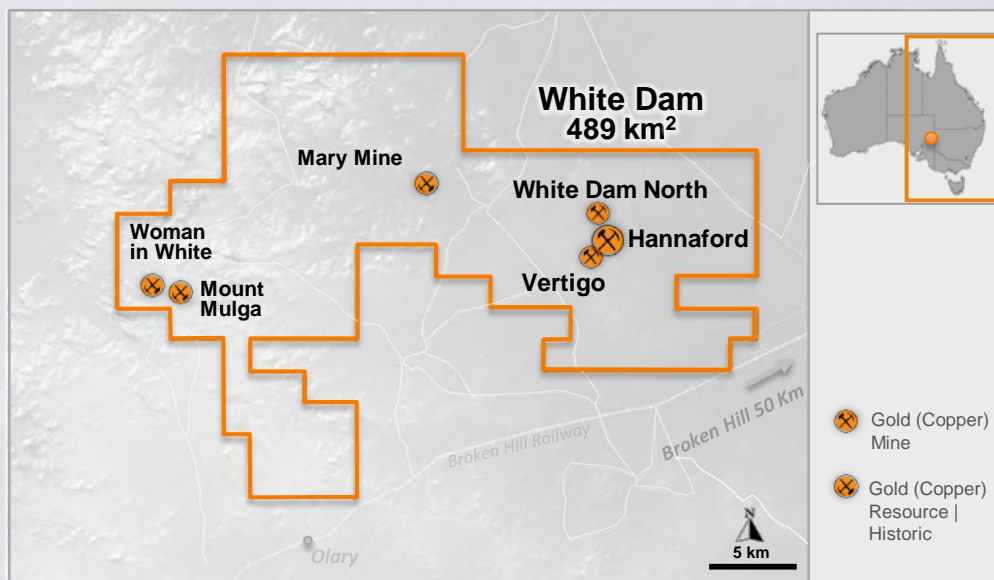 White Dam
489 km²
Mary Mine
White Dam North
Hannaford
Vertigo
Woman
in White
Mount
Mulga
Broken Hill Railway
Broken Hill 50 Km
Olary
N
5 km
Gold (Copper)
Mine
Gold (Copper)
Resource |
Historic